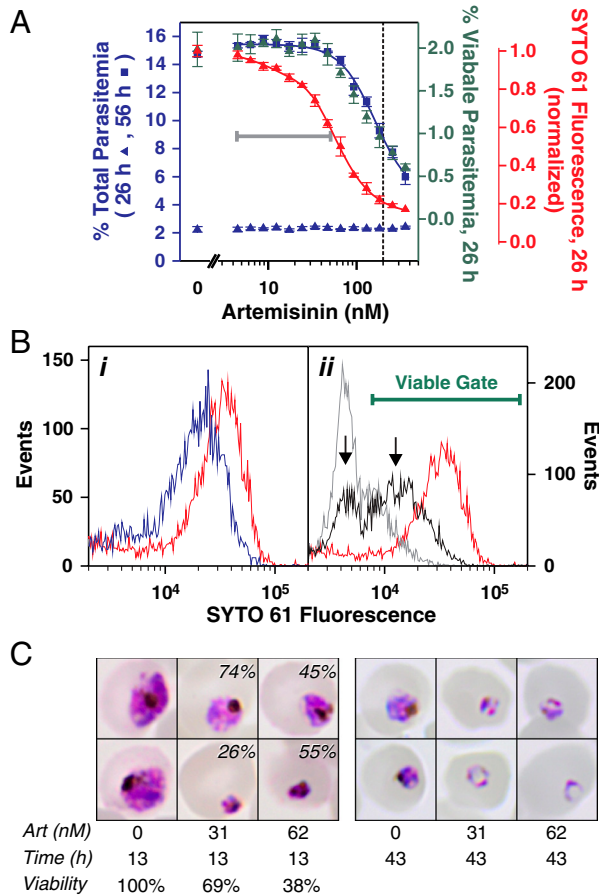 A
% Total Parasitemia
( 26 h ▲, 56 h ■ )
16
14
12
10
8
6
4
2
0
2.0
1.5
1.0
0.5
0.0
% Viabale Parasitemia, 26 h
1.0
0.8
0.6
0.4
0.2
0.0
SYTO 61 Fluorescence, 26 h
(normalized)
0 10 100
Artemisinin (nM)
B
i
ii
Viable Gate
Events
150
100
50
0
200
100
0
Events
10⁴ 10⁵ 10⁴ 10⁵
SYTO 61 Fluorescence
C
74% 45%
26% 55%
Art (nM) 0 31 62 0 31 62
Time (h) 13 13 13 43 43 43
Viability 100% 69% 38%